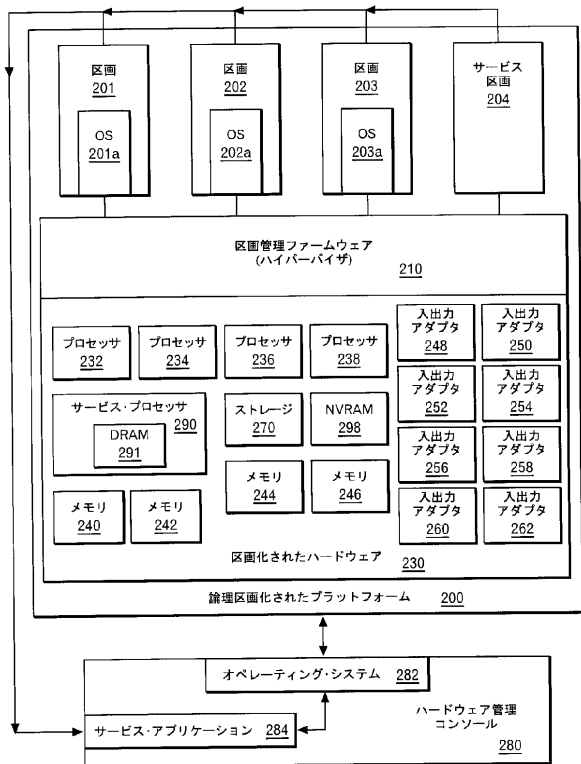 区画
201
OS
201a
区画
202
OS
202a
区画
203
OS
203a
サービス
区画
204
区画管理ファームウェア
(ハイパーバイザ)
210
プロセッサ
232
プロセッサ
234
プロセッサ
236
プロセッサ
238
入出力
アダプタ
248
入出力
アダプタ
250
サービス・プロセッサ
290
DRAM
291
ストレージ
270
NVRAM
298
入出力
アダプタ
252
入出力
アダプタ
254
メモリ
240
メモリ
242
メモリ
244
メモリ
246
入出力
アダプタ
256
入出力
アダプタ
258
入出力
アダプタ
260
入出力
アダプタ
262
区画化されたハードウェア
230
論理区画化されたプラットフォーム 200
オペレーティング・システム 282
サービス・アプリケーション 284
ハードウェア管理
コンソール
280